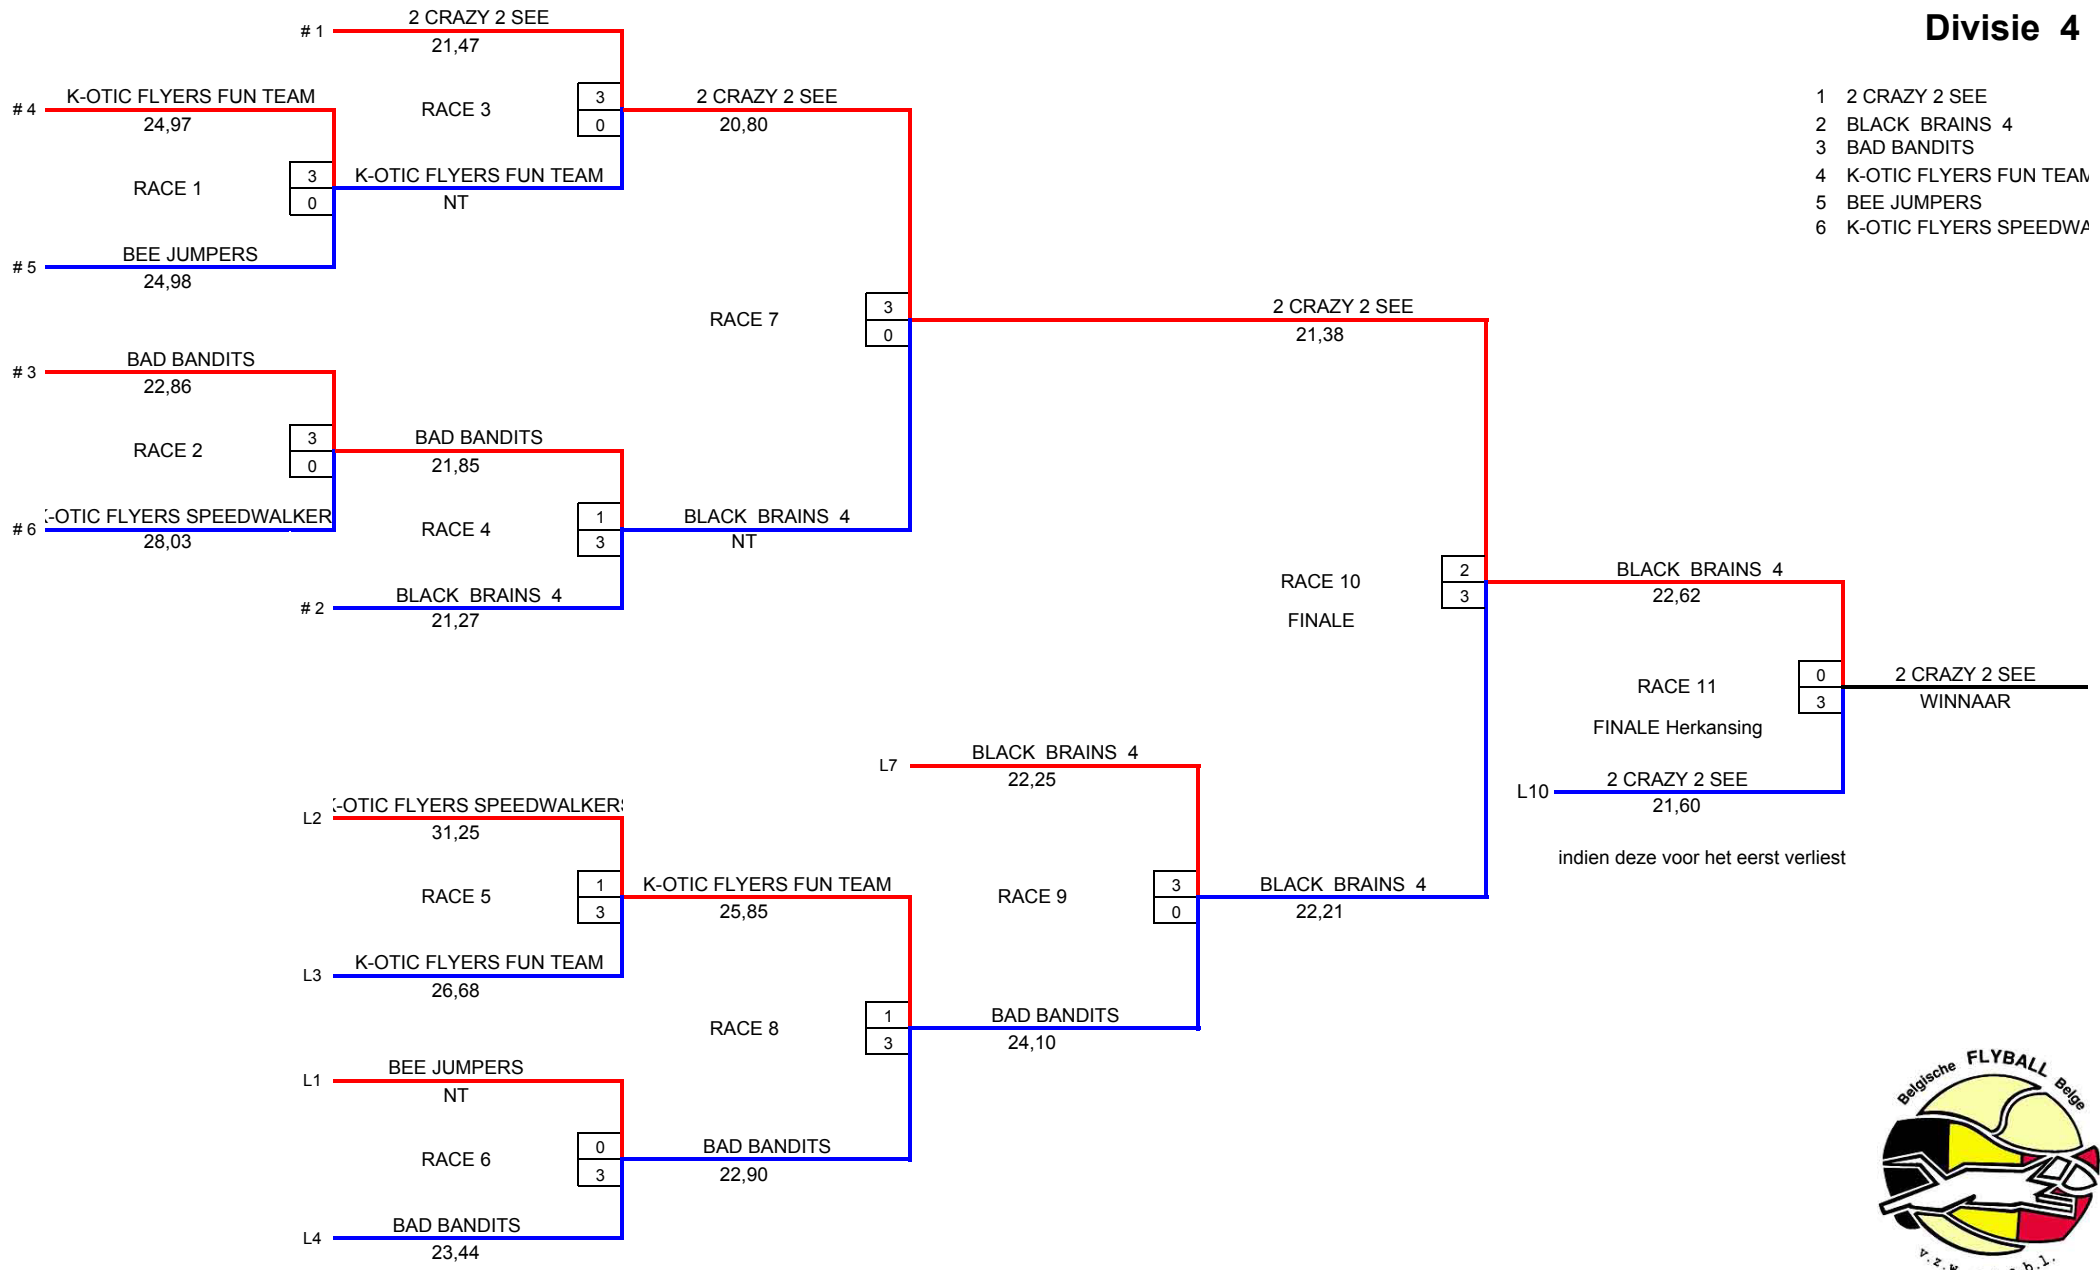 Divisie 4
1 2 CRAZY 2 SEE
2 BLACK BRAINS 4
3 BAD BANDITS
4 K-OTIC FLYERS FUN TEAM
5 BEE JUMPERS
6 K-OTIC FLYERS SPEEDWA
# 1
2 CRAZY 2 SEE
21,47
# 4
K-OTIC FLYERS FUN TEAM
24,97
RACE 3
3
0
2 CRAZY 2 SEE
20,80
RACE 1
3
0
K-OTIC FLYERS FUN TEAM
NT
# 5
BEE JUMPERS
24,98
RACE 7
3
0
2 CRAZY 2 SEE
21,38
# 3
BAD BANDITS
22,86
RACE 2
3
0
BAD BANDITS
21,85
# 6
K-OTIC FLYERS SPEEDWALKER
28,03
RACE 4
1
3
BLACK BRAINS 4
NT
# 2
BLACK BRAINS 4
21,27
RACE 10
FINALE
2
3
BLACK BRAINS 4
22,62
RACE 11
FINALE Herkansing
0
3
2 CRAZY 2 SEE
WINNAAR
L7
BLACK BRAINS 4
22,25
L10
2 CRAZY 2 SEE
21,60
indien deze voor het eerst verliest
L2
K-OTIC FLYERS SPEEDWALKERS
31,25
RACE 5
1
3
K-OTIC FLYERS FUN TEAM
25,85
RACE 9
3
0
BLACK BRAINS 4
22,21
L3
K-OTIC FLYERS FUN TEAM
26,68
RACE 8
1
3
BAD BANDITS
24,10
L1
BEE JUMPERS
NT
RACE 6
0
3
BAD BANDITS
22,90
L4
BAD BANDITS
23,44
Belgische FLYBALL Belge
v.z.w.